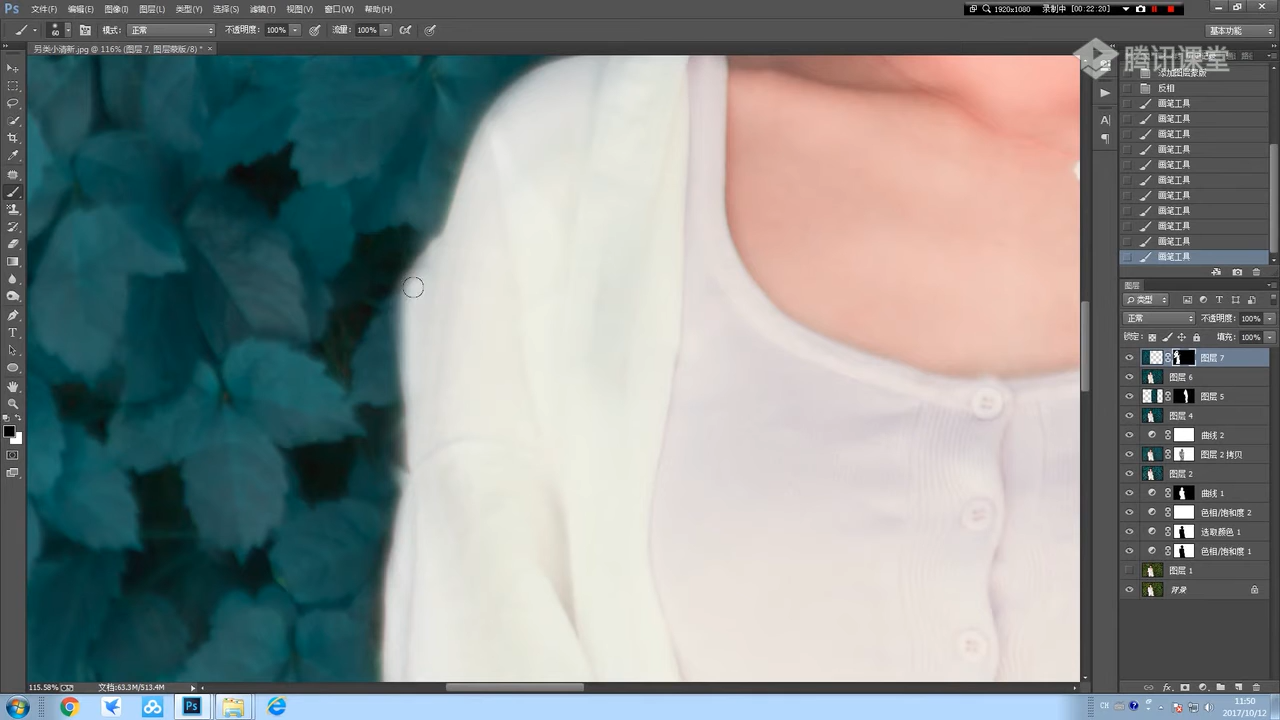 Ps 文件(F) 编辑(E) 图像(I) 图层(L) 类型(Y) 选择(S) 滤镜(T) 视图(V) 窗口(W) 帮助(H)
1920x1080 录制中 [00:22:20]
60 模式: 正常 不透明度: 100% 流量: 100% 基本功能
另类小清新.jpg @ 116% (图层 7, 图层蒙版/8) * ×
腾讯课堂
添加图层蒙版
反相
画笔工具
画笔工具
画笔工具
画笔工具
画笔工具
画笔工具
画笔工具
画笔工具
画笔工具
画笔工具
画笔工具
图层
类型
正常 不透明度: 100%
锁定: 填充: 100%
图层 7
图层 6
图层 5
图层 4
曲线 2
图层 2 拷贝
图层 2
曲线 1
色相/饱和度 2
选取颜色 1
色相/饱和度 1
图层 1
背景
115.58% 文档:63.3M/513.4M
CH 11:50
2017/10/12